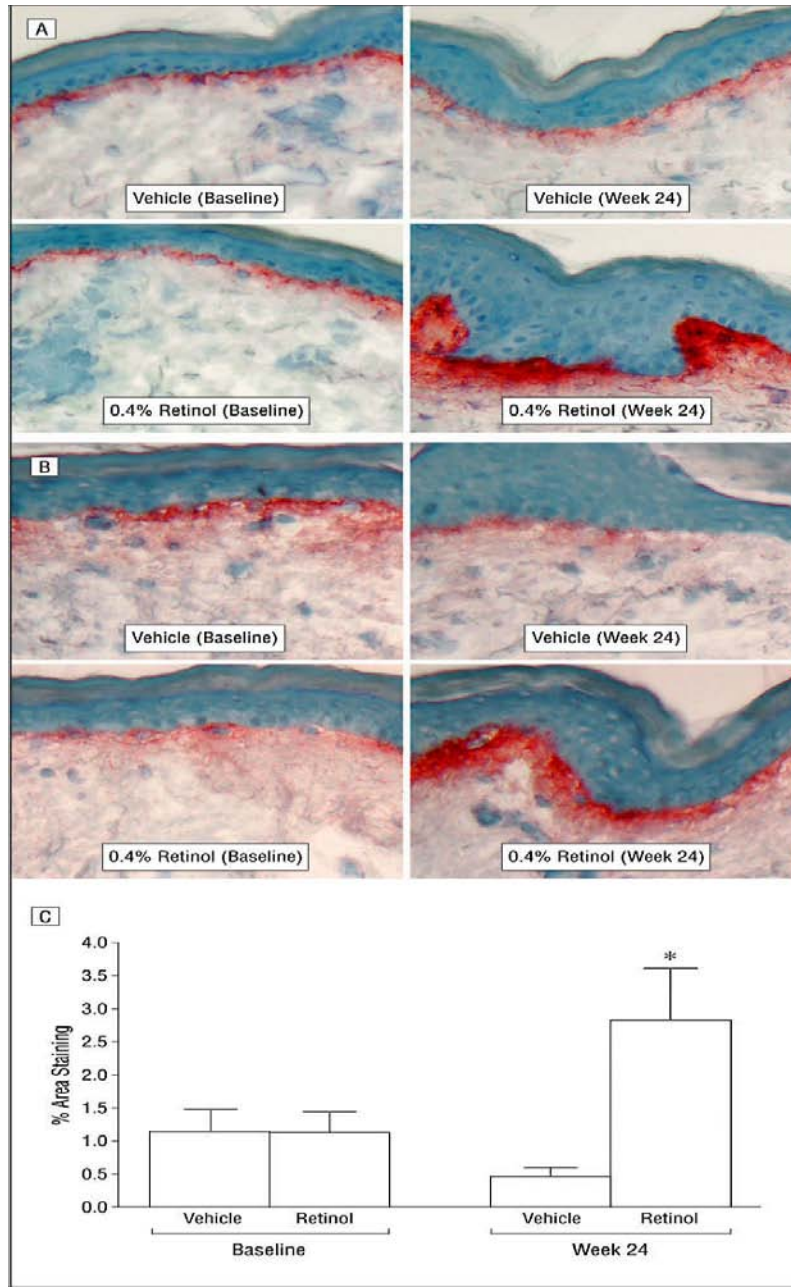 A
Vehicle (Baseline)
Vehicle (Week 24)
0.4% Retinol (Baseline)
0.4% Retinol (Week 24)
B
Vehicle (Baseline)
Vehicle (Week 24)
0.4% Retinol (Baseline)
0.4% Retinol (Week 24)
C
4.0
3.5
3.0
2.5
2.0
1.5
1.0
0.5
0.0
% Area Staining
*
Vehicle Retinol Vehicle Retinol
Baseline Week 24